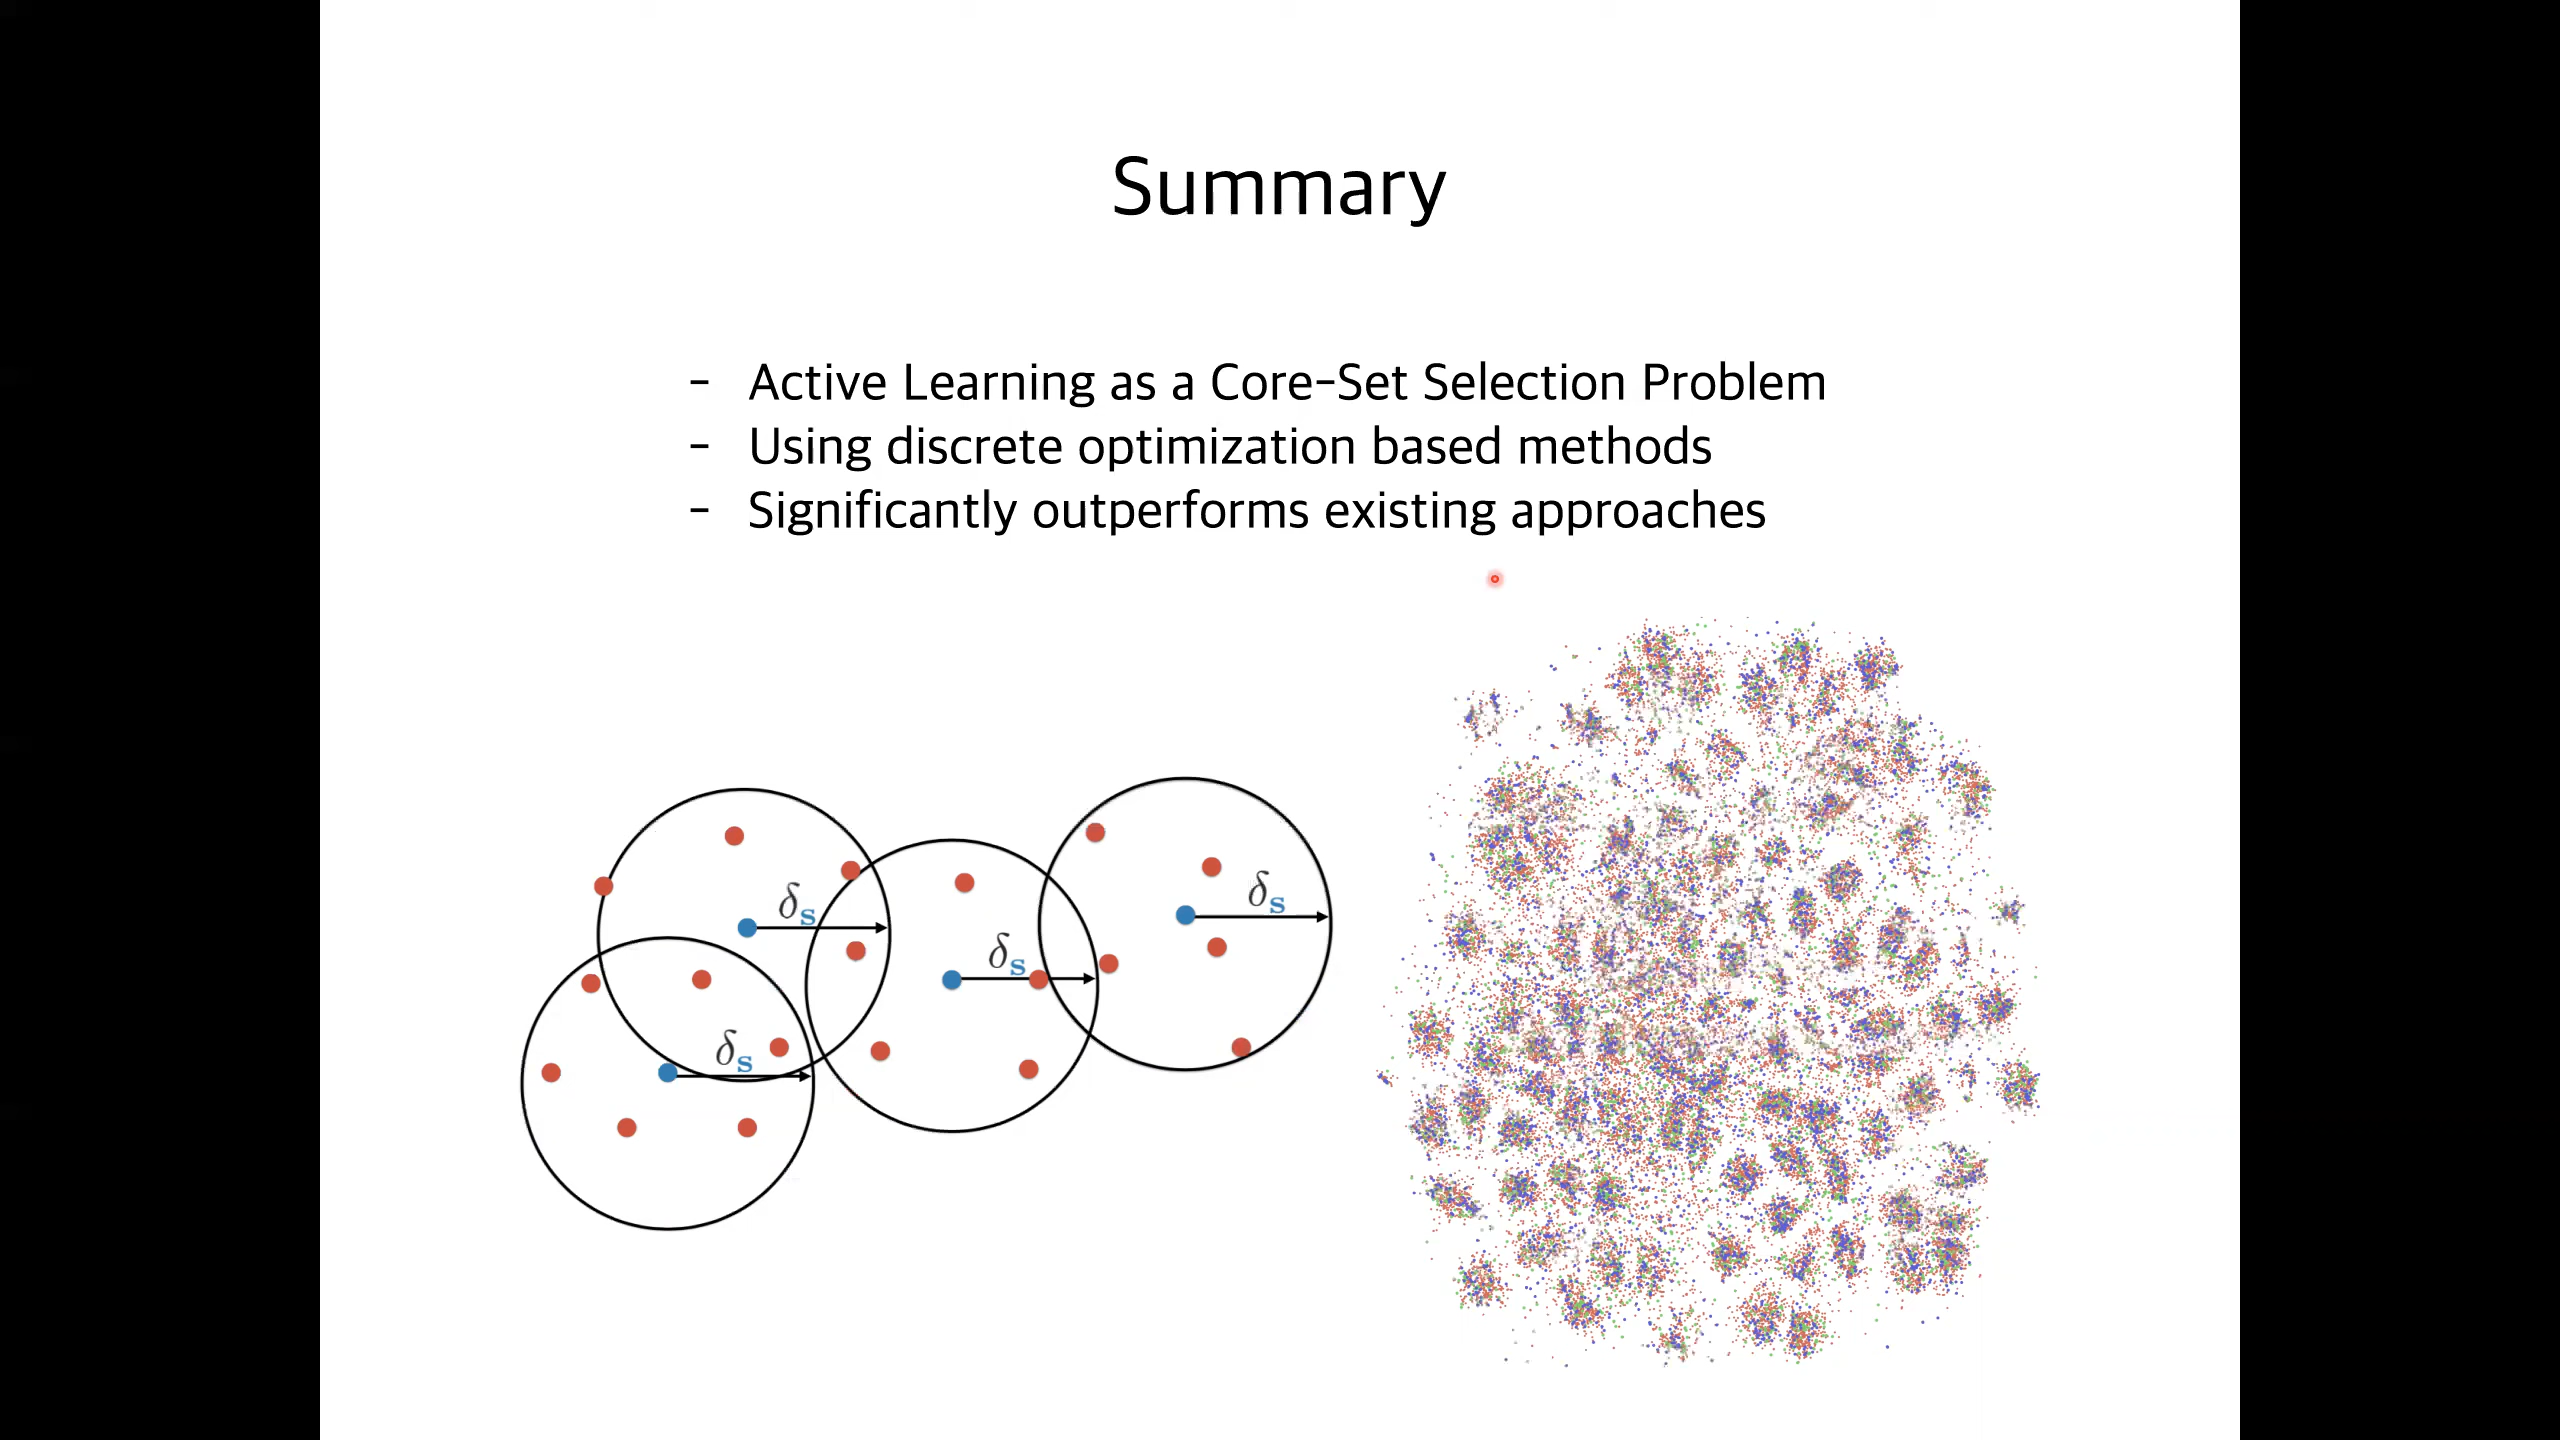 Summary
- Active Learning as a Core-Set Selection Problem
- Using discrete optimization based methods
- Significantly outperforms existing approaches
δs
δs
δs
δs